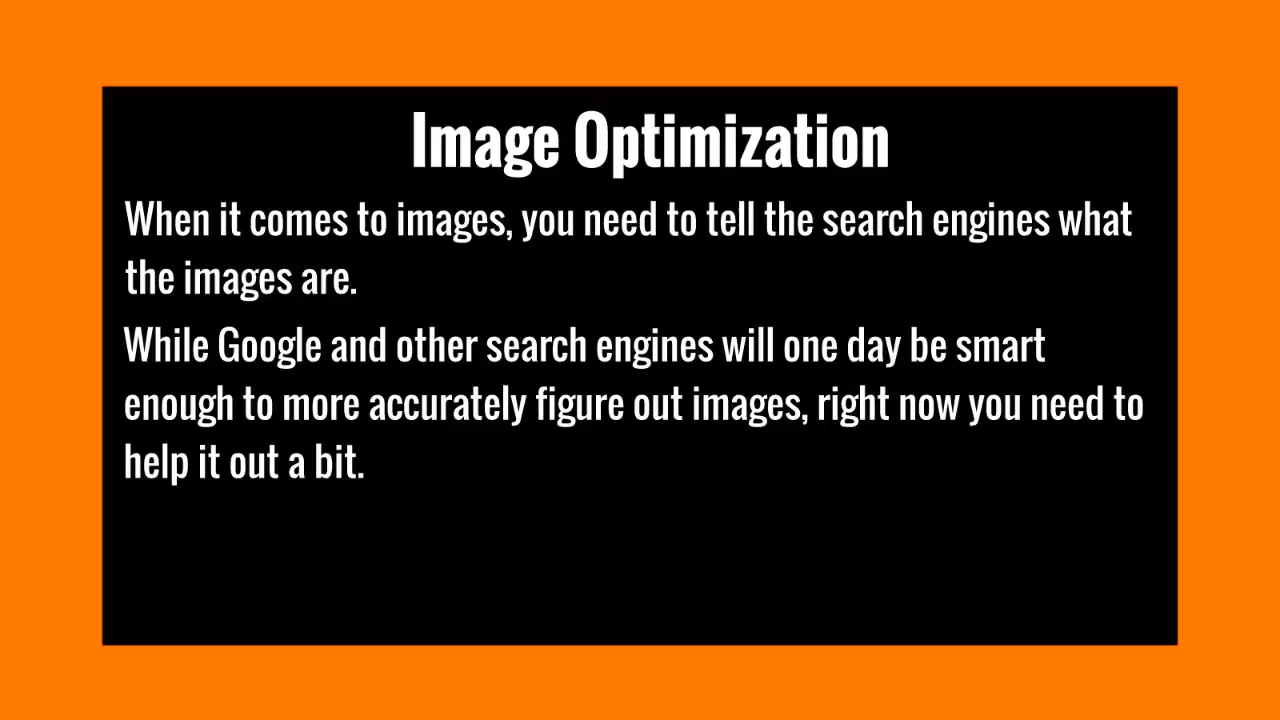 Image Optimization
When it comes to images, you need to tell the search engines what
the images are.
While Google and other search engines will one day be smart
enough to more accurately figure out images, right now you need to
help it out a bit.